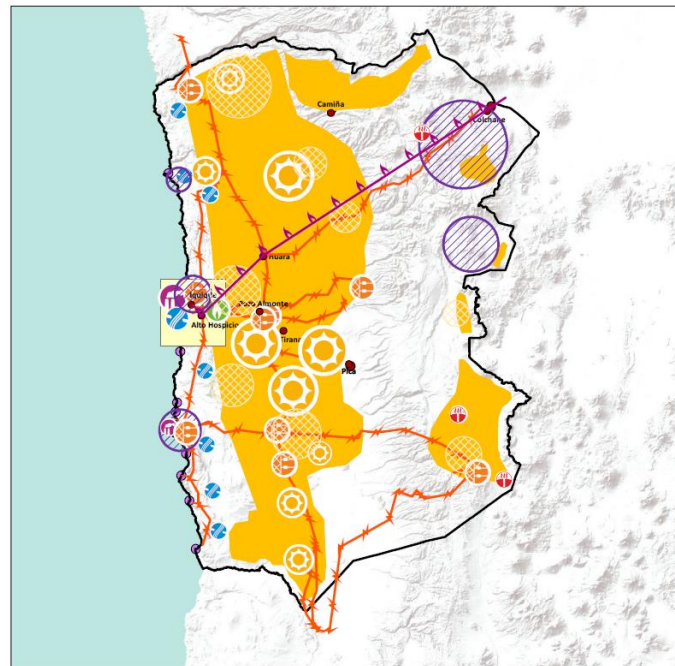 Camiña
Colchane
Huara
Iquique
Pozo Almonte
Alto Hospicio
Tirana
Pica